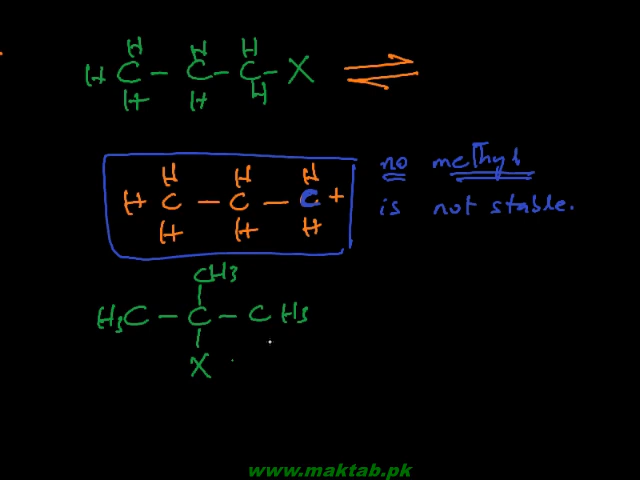 H H H
H C - C - C - X
H H H
H H H
H C - C - C +
H H H
no methyl
is not stable.
CH3
H3C - C - CH3
X
www.maktab.pk